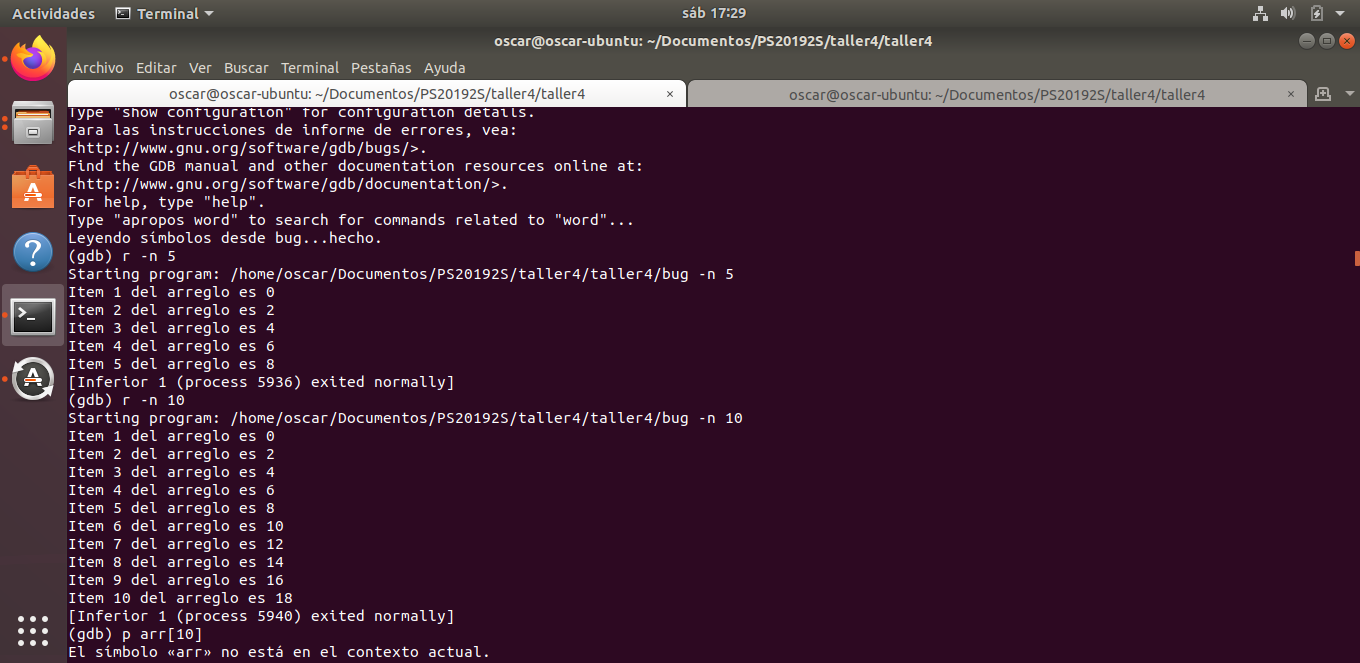 Actividades Terminal sáb 17:29
oscar@oscar-ubuntu: ~/Documentos/PS20192S/taller4/taller4
Archivo Editar Ver Buscar Terminal Pestañas Ayuda
oscar@oscar-ubuntu: ~/Documentos/PS20192S/taller4/taller4 × oscar@oscar-ubuntu: ~/Documentos/PS20192S/taller4/taller4 ×
Type "show configuration" for configuration details.
Para las instrucciones de informe de errores, vea:
<http://www.gnu.org/software/gdb/bugs/>.
Find the GDB manual and other documentation resources online at:
<http://www.gnu.org/software/gdb/documentation/>.
For help, type "help".
Type "apropos word" to search for commands related to "word"...
Leyendo símbolos desde bug...hecho.
(gdb) r -n 5
Starting program: /home/oscar/Documentos/PS20192S/taller4/taller4/bug -n 5
Item 1 del arreglo es 0
Item 2 del arreglo es 2
Item 3 del arreglo es 4
Item 4 del arreglo es 6
Item 5 del arreglo es 8
[Inferior 1 (process 5936) exited normally]
(gdb) r -n 10
Starting program: /home/oscar/Documentos/PS20192S/taller4/taller4/bug -n 10
Item 1 del arreglo es 0
Item 2 del arreglo es 2
Item 3 del arreglo es 4
Item 4 del arreglo es 6
Item 5 del arreglo es 8
Item 6 del arreglo es 10
Item 7 del arreglo es 12
Item 8 del arreglo es 14
Item 9 del arreglo es 16
Item 10 del arreglo es 18
[Inferior 1 (process 5940) exited normally]
(gdb) p arr[10]
El símbolo «arr» no está en el contexto actual.